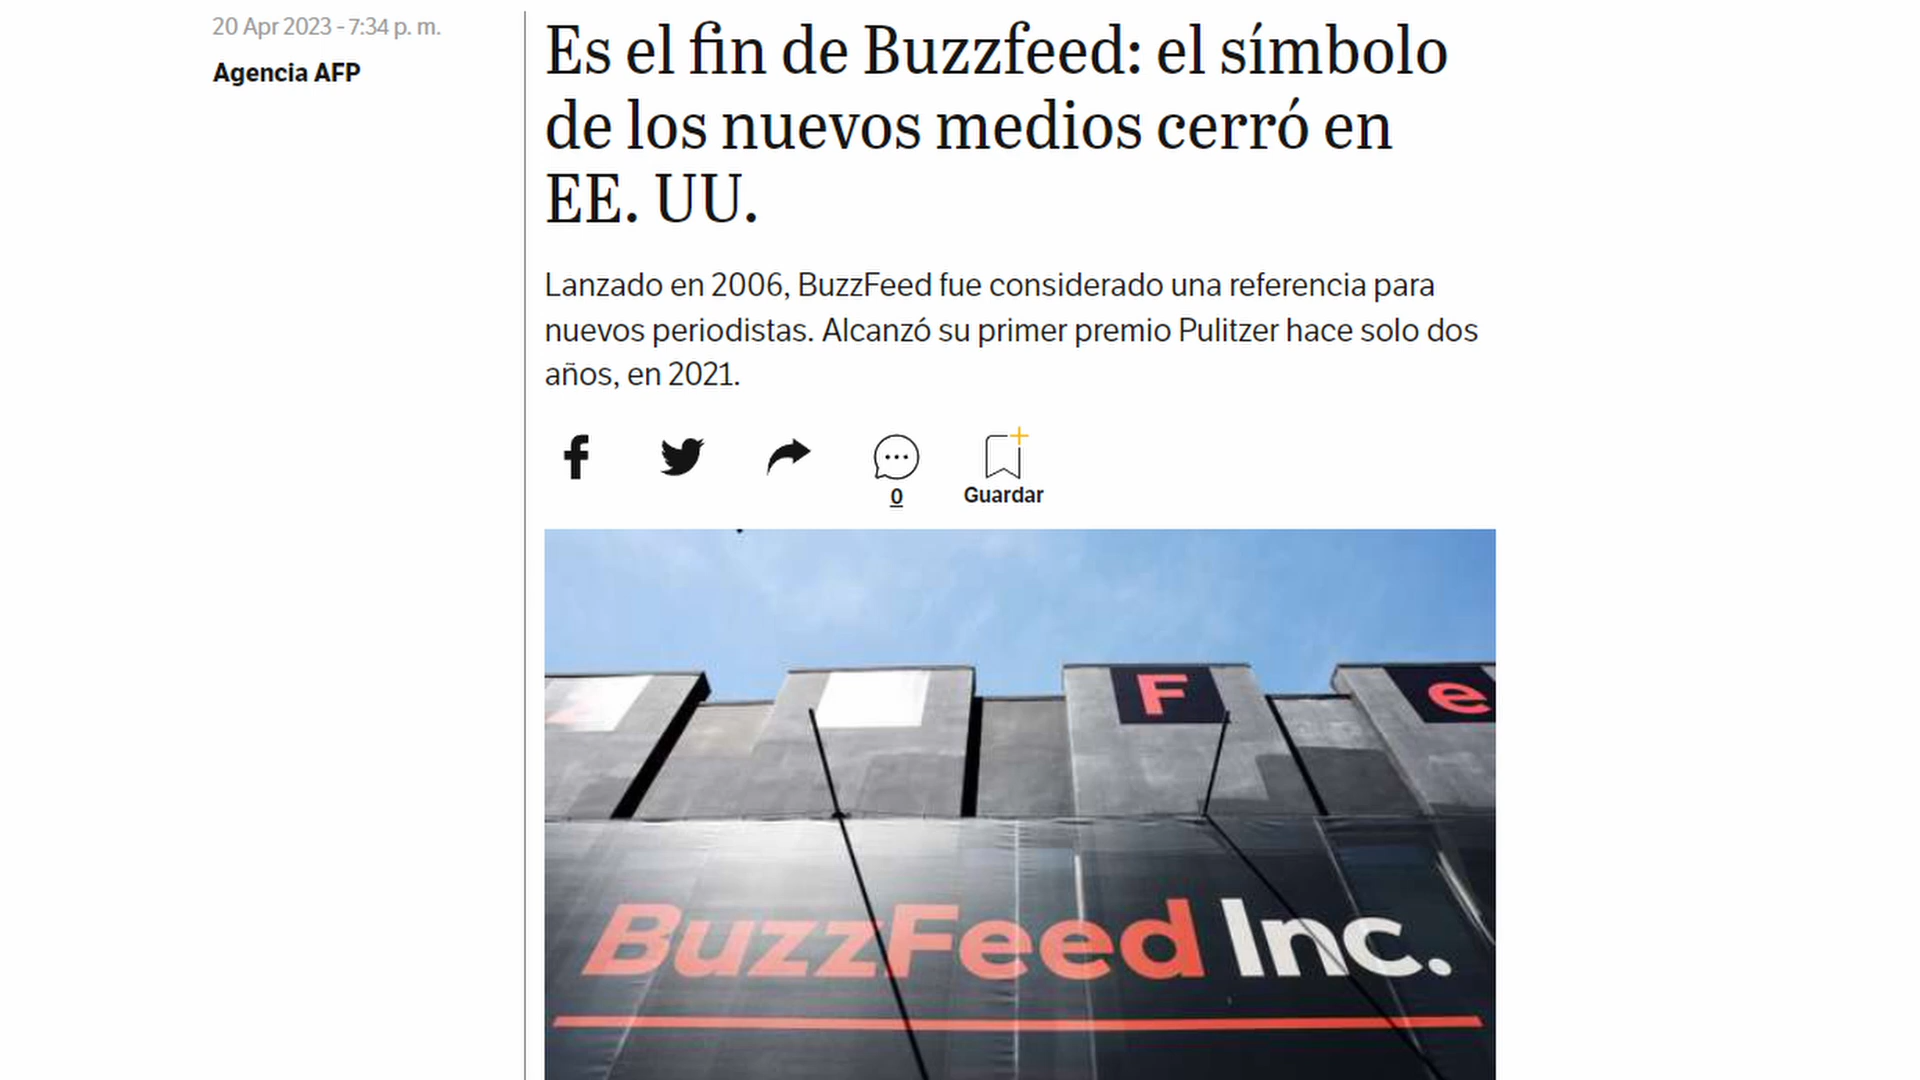 20 Apr 2023 - 7:34 p. m.
Agencia AFP
Es el fin de Buzzfeed: el símbolo
de los nuevos medios cerró en
EE. UU.
Lanzado en 2006, BuzzFeed fue considerado una referencia para
nuevos periodistas. Alcanzó su primer premio Pulitzer hace solo dos
años, en 2021.
0
Guardar
F e
BuzzFeed Inc.